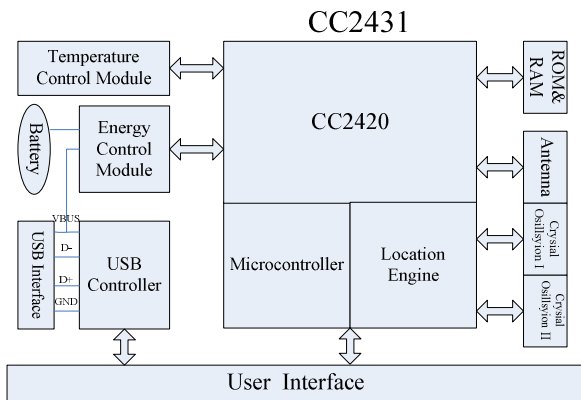 CC2431
Temperature
Control Module
CC2420
ROM&
RAM
Battery
Energy
Control
Module
Antenna
VBUS
D-
D+
GND
USB Interface
USB
Controller
Microcontroller
Location
Engine
Crysial
Osillsyion I
Crysial
Osillsyion II
User Interface